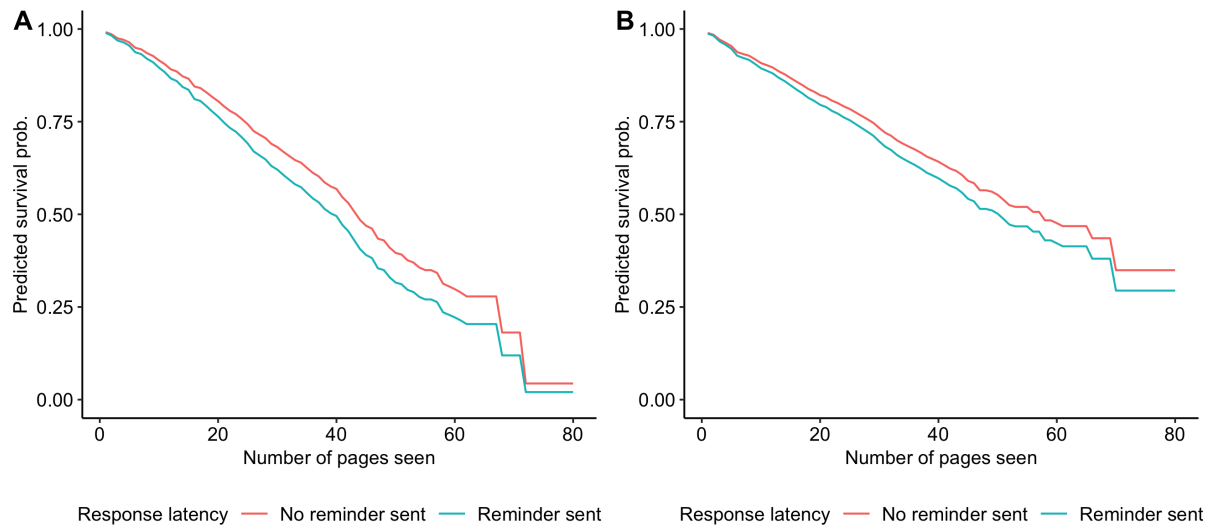 A
Predicted survival prob.
1.00
0.75
0.50
0.25
0.00
0 20 40 60 80
Number of pages seen
Response latency No reminder sent Reminder sent
B
Predicted survival prob.
1.00
0.75
0.50
0.25
0.00
0 20 40 60 80
Number of pages seen
Response latency No reminder sent Reminder sent